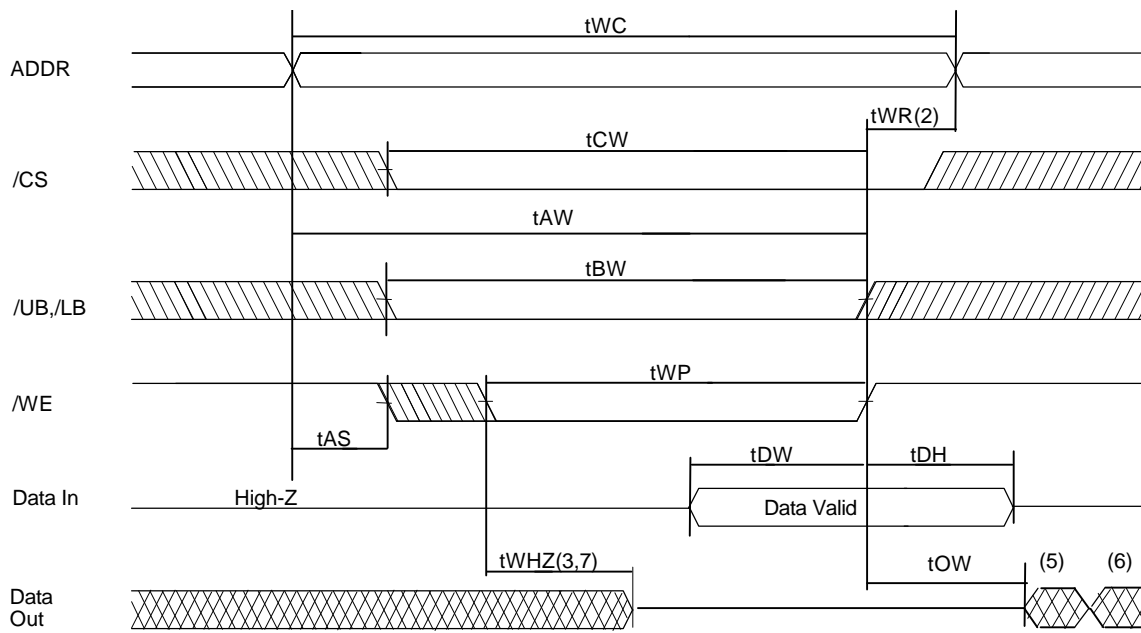 tWC
ADDR
tWR(2)
tCW
/CS
tAW
tBW
/UB,/LB
tWP
/WE
tAS
tDW
tDH
Data In
High-Z
Data Valid
tWHZ(3,7)
tOW
(5)
(6)
Data
Out